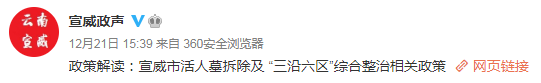 云南
宣威
宣威政声
12月21日 15:39 来自 360安全浏览器
政策解读：宣威市活人墓拆除及 “三沿六区”综合整治相关政策 网页链接